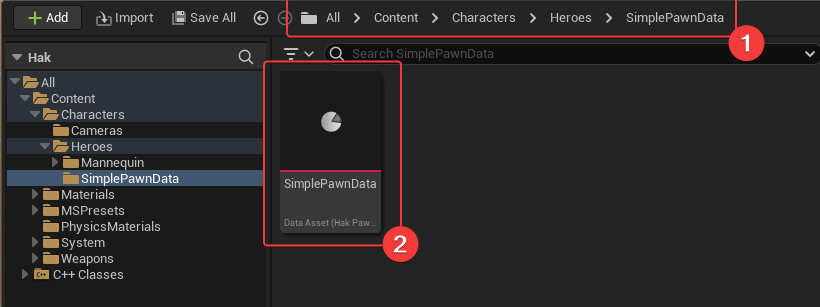 Add Import Save All All Content Characters Heroes SimplePawnData
1
Hak
Search SimplePawnData
All
Content
Characters
Cameras
Heroes
Mannequin
SimplePawnData
Materials
MSPresets
PhysicsMaterials
System
Weapons
C++ Classes
SimplePawnData
Data Asset (Hak Paw...
2